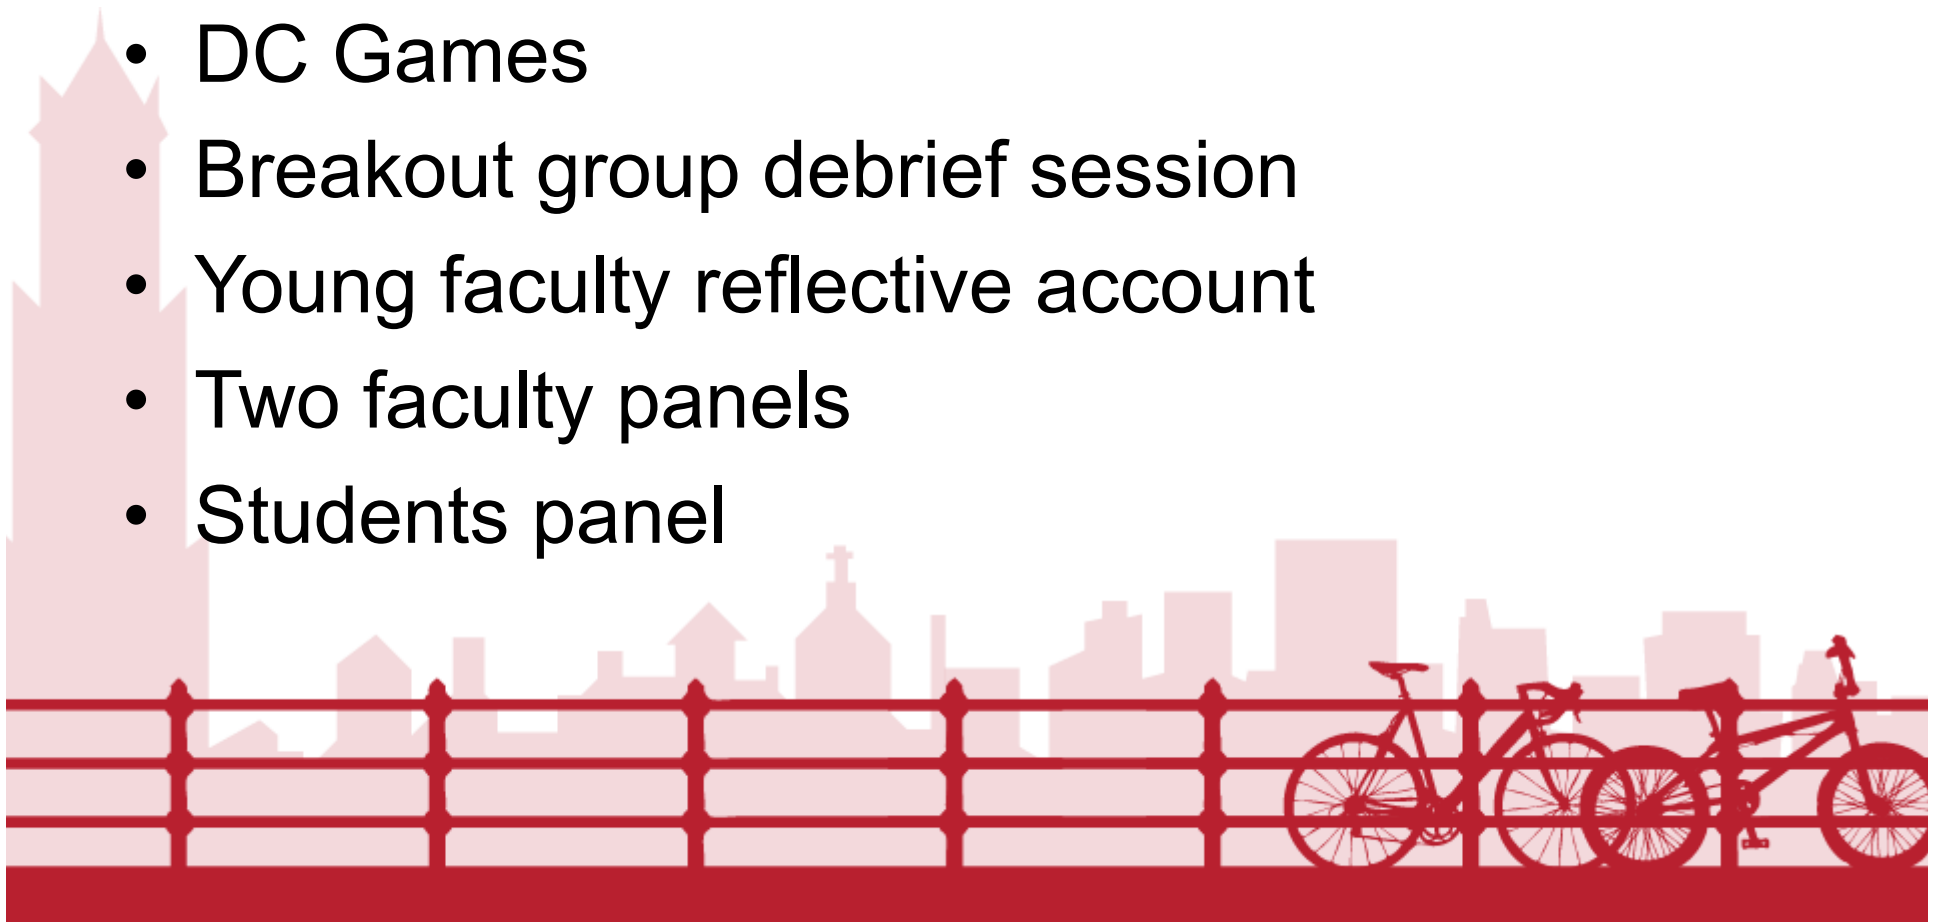 • DC Games
• Breakout group debrief session
• Young faculty reflective account
• Two faculty panels
• Students panel